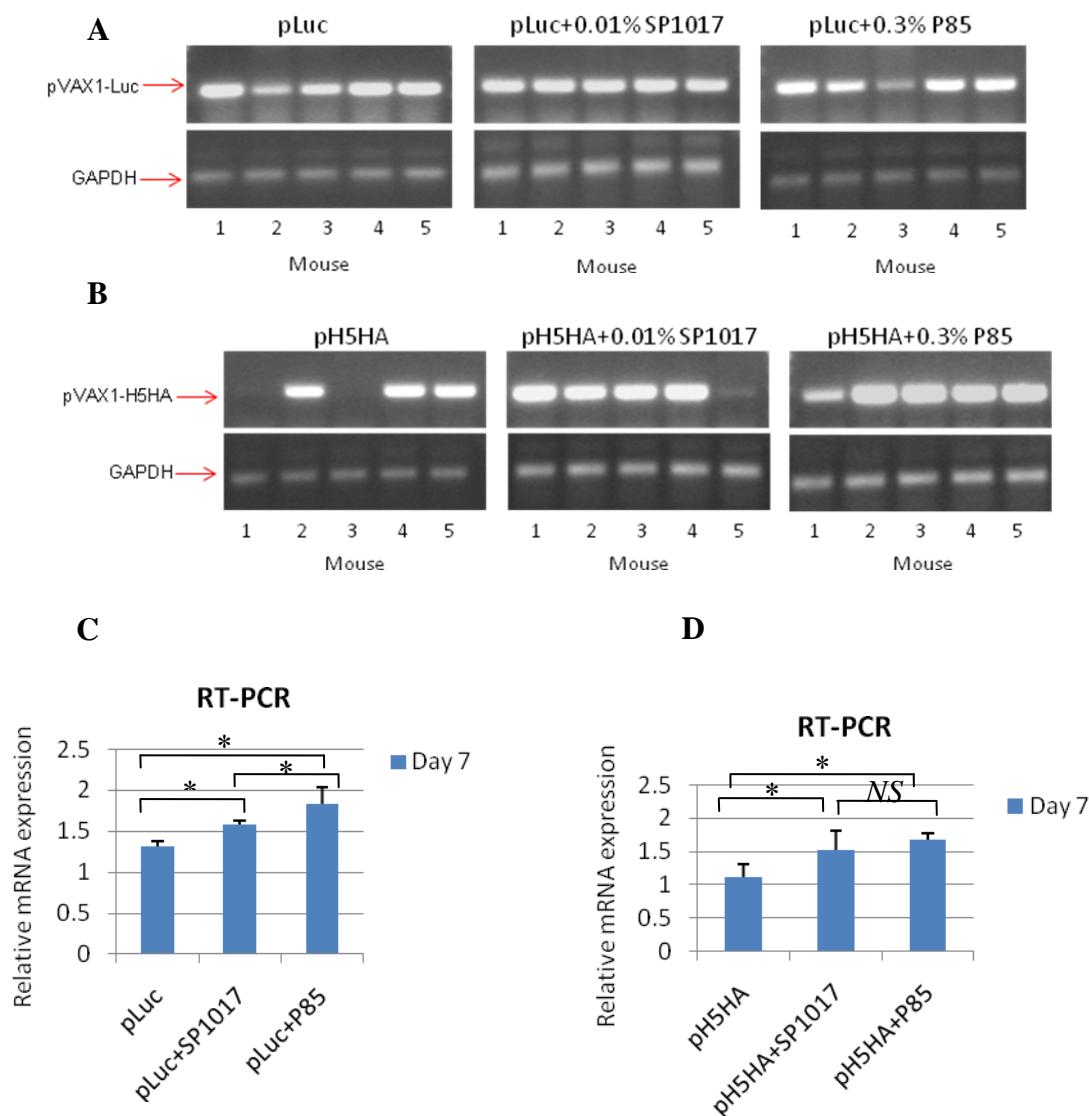 A
pLuc
pLuc+0.01% SP1017
pLuc+0.3% P85
pVAX1-Luc
GAPDH
1 2 3 4 5
1 2 3 4 5
1 2 3 4 5
Mouse
Mouse
Mouse
B
pH5HA
pH5HA+0.01% SP1017
pH5HA+0.3% P85
pVAX1-H5HA
GAPDH
1 2 3 4 5
1 2 3 4 5
1 2 3 4 5
Mouse
Mouse
Mouse
C
RT-PCR
Relative mRNA expression
2.5
2
1.5
1
0.5
0
*
*
*
Day 7
pLuc
pLuc+SP1017
pLuc+P85
D
RT-PCR
Relative mRNA expression
2.5
2
1.5
1
0.5
0
*
*
NS
Day 7
pH5HA
pH5HA+SP1017
pH5HA+P85